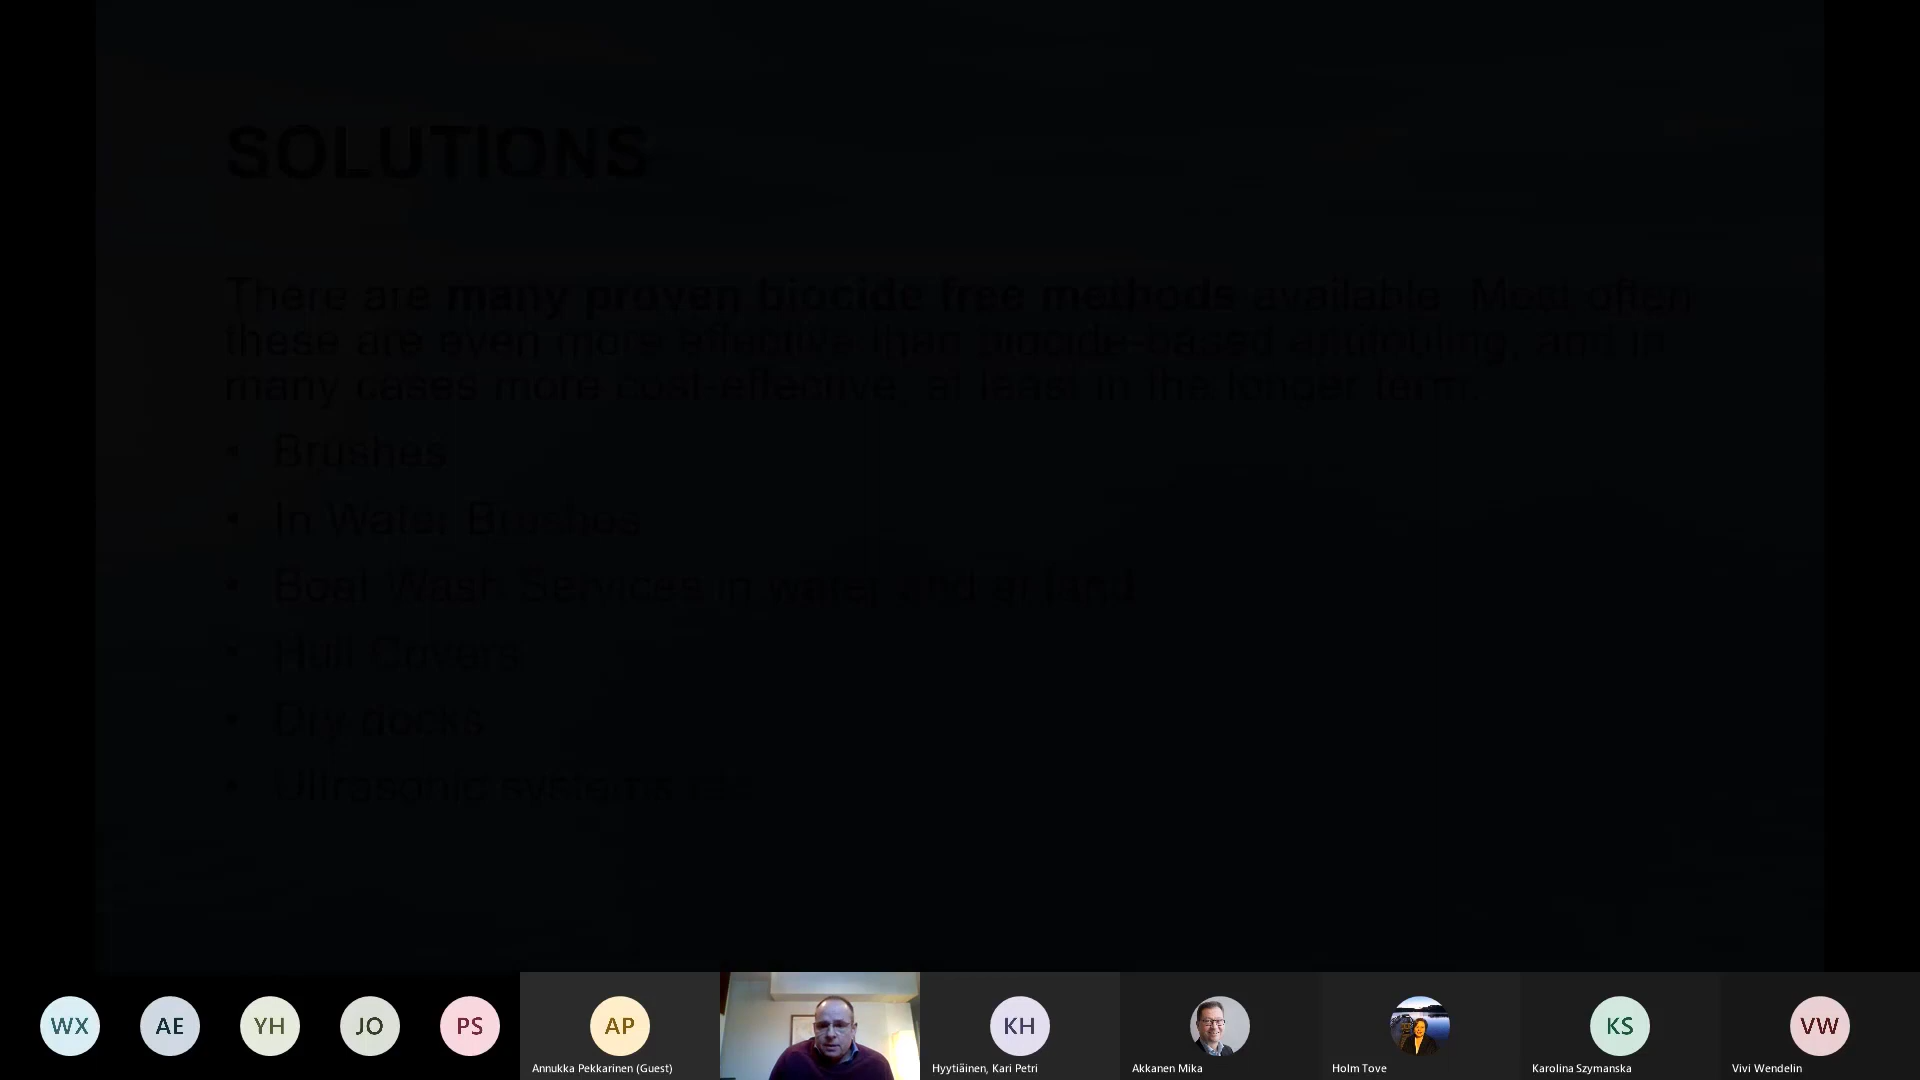 SOLUTIONS
There are many proven biocide free methods available. Most often
these are even more effective than biocide-based antifouling, and in
many cases more cost-effective, at least in the longer term.
• Brushes
• In Water Brushes
• Boat Wash Services in water and at land
• Hull Covers
• Dry docks
• Ultrasonic systems etc
WX
AE
YH
JO
PS
AP
KH
KS
VW
Annukka Pekkarinen (Guest)
Hyytiäinen, Kari Petri
Akkanen Mika
Holm Tove
Karolina Szymanska
Vivi Wendelin